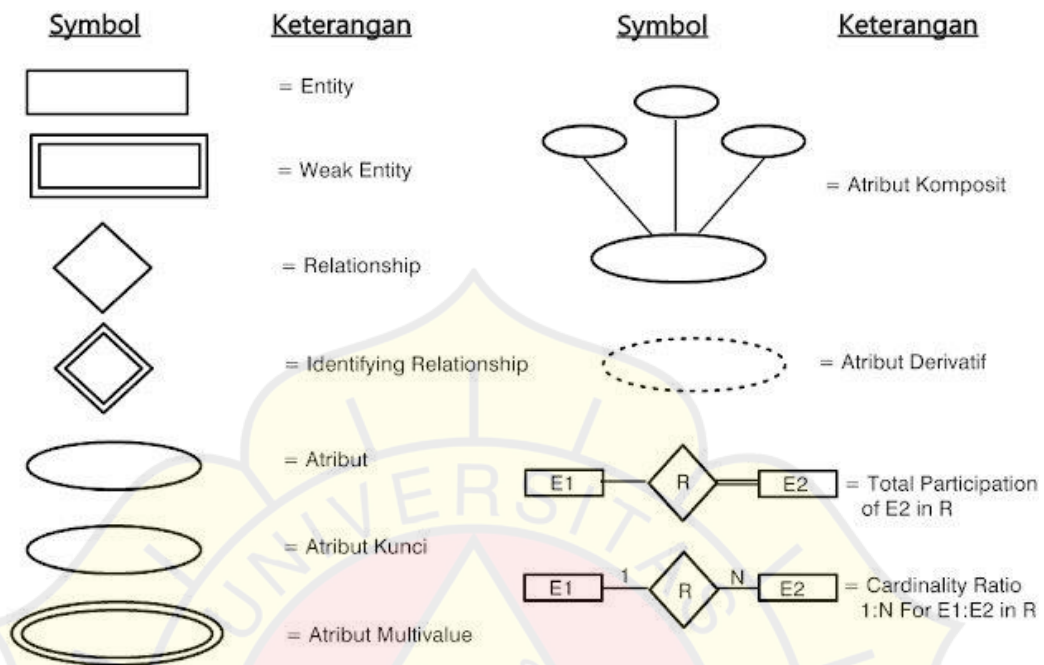 Symbol
Keterangan
= Entity
= Weak Entity
= Relationship
= Identifying Relationship
= Atribut
= Atribut Kunci
= Atribut Multivalue
Symbol
Keterangan
= Atribut Komposit
= Atribut Derivatif
E1
R
E2
= Total Participation
of E2 in R
E1
1
R
N
E2
= Cardinality Ratio
1:N For E1:E2 in R
UNIVERSITAS